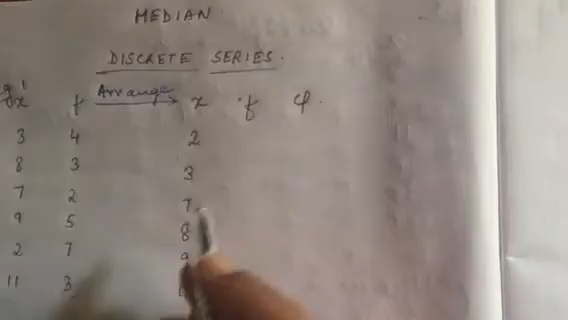 MEDIAN.
DISCRETE SERIES.
x f Arrange x f cf.
3 4 2
8 3 3
7 2 7
9 5 8
2 7 9
11 3